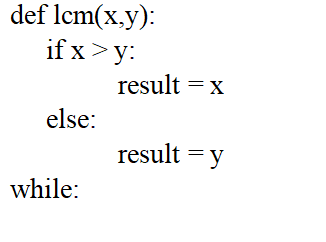 def lcm(x,y):
if x > y:
result = x
else:
result = y
while: